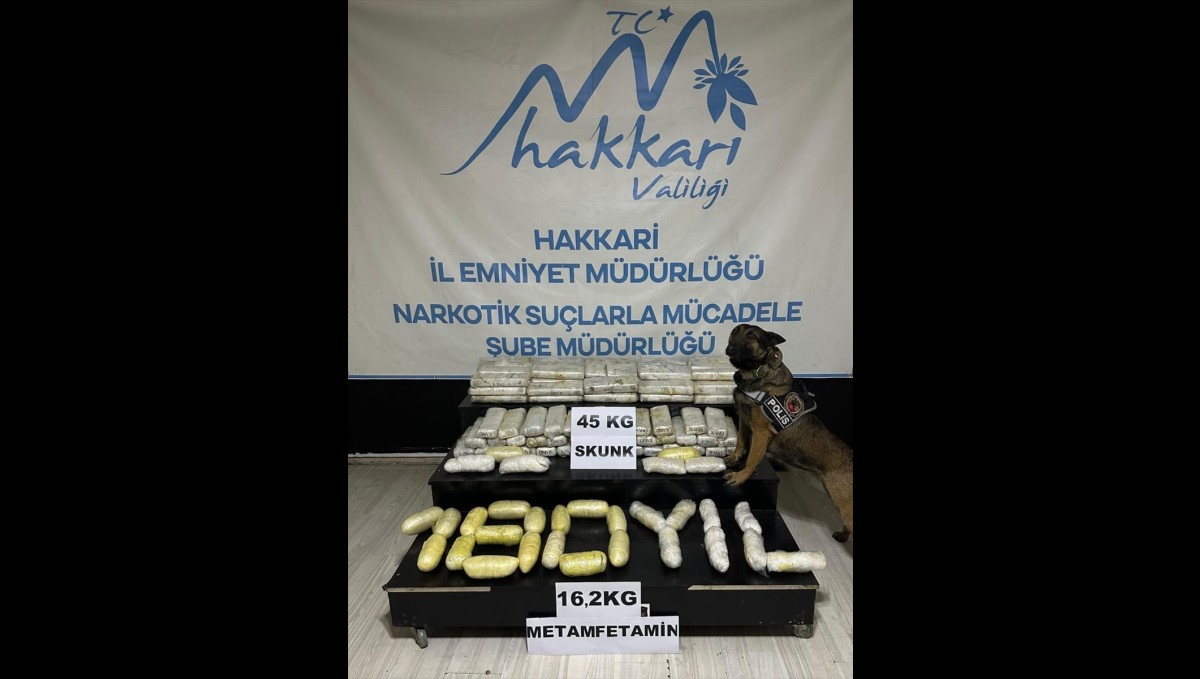 TC
hakkari
Valiliği
HAKKARİ
İL EMNİYET MÜDÜRLÜĞÜ
NARKOTİK SUÇLARLA MÜCADELE
ŞUBE MÜDÜRLÜĞÜ
POLİS
45 KG
SKUNK
180 YIL
16,2KG
METAMFETAMİN